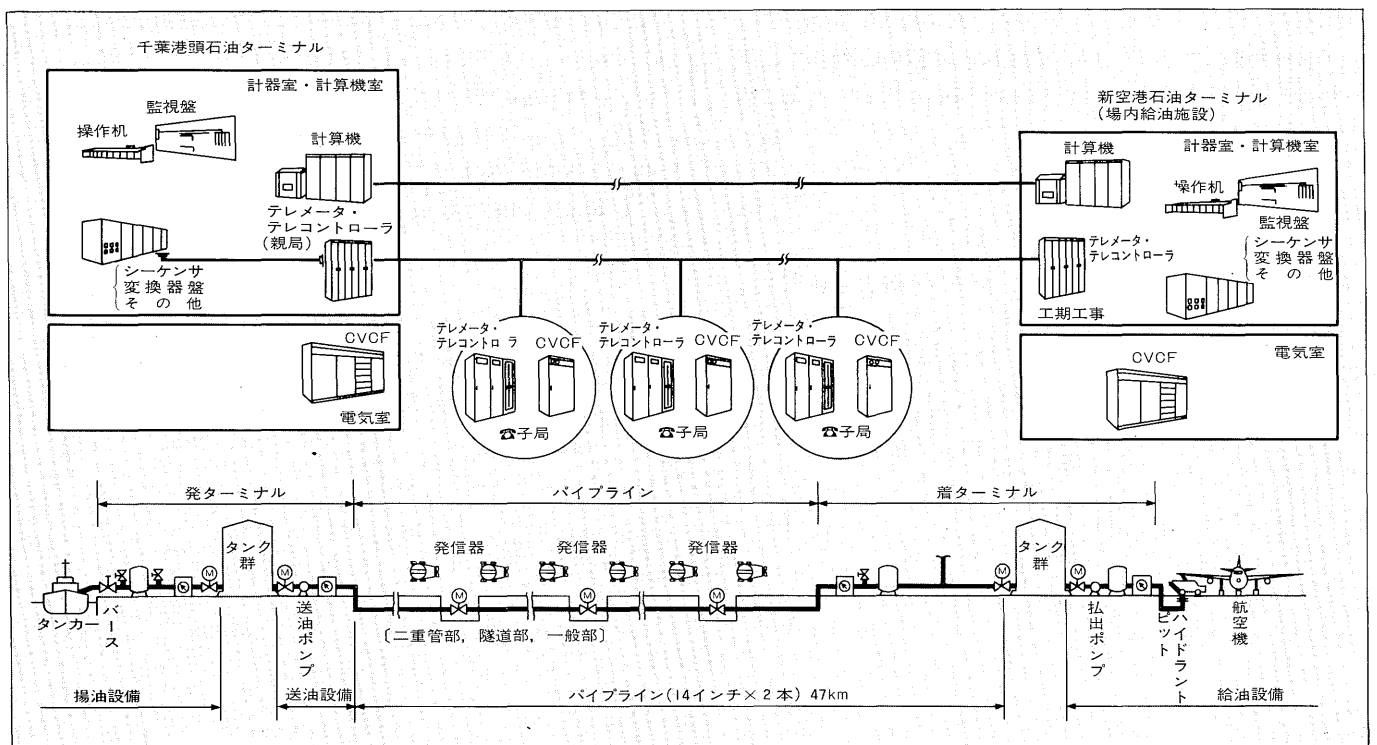 千葉港頭石油ターミナル
計器室・計算機室
監視盤
操作机
計算機
テレメータ・
テレコントローラ
(親局)
シーケンサ
変換器盤
その他
CVCF
電気室
新空港石油ターミナル
(場内給油施設)
計算機
計器室・計算機室
操作机
監視盤
テレメータ・
テレコントローラ
シーケンサ
変換器盤
その他
工期工事
CVCF
電気室
テレメータ・
テレコントローラ
CVCF
☎子局
テレメータ・
テレコントローラ
CVCF
☎子局
テレメータ・
テレコントローラ
CVCF
☎子局
発ターミナル
パイプライン
着ターミナル
タンク
群
発信器
発信器
発信器
タンク
群
M
M
M
M
M
M
M
タンカー
バース
送油ポンプ
〔二重管部,隧道部,一般部〕
払出ポンプ
ハイドラント
ピット
航空機
揚油設備
送油設備
パイプライン(14インチ×2本)47km
給油設備